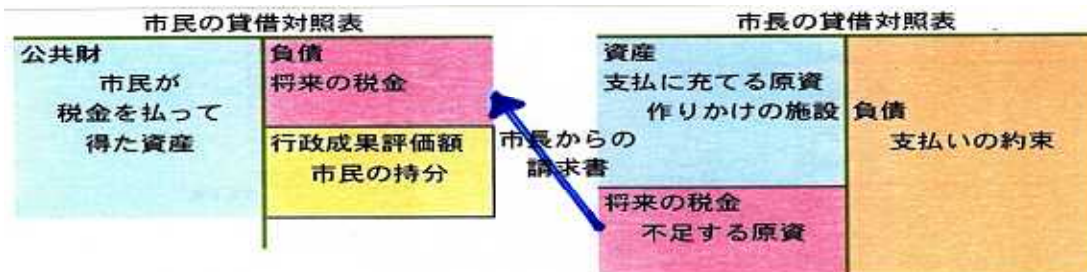 市民の貸借対照表
公共財
市民が
税金を払って
得た資産
負債
将来の税金
行政成果評価額
市民の持分
市長からの
請求書
市長の貸借対照表
資産
支払に充てる原資
作りかけの施設
将来の税金
不足する原資
負債
支払いの約束